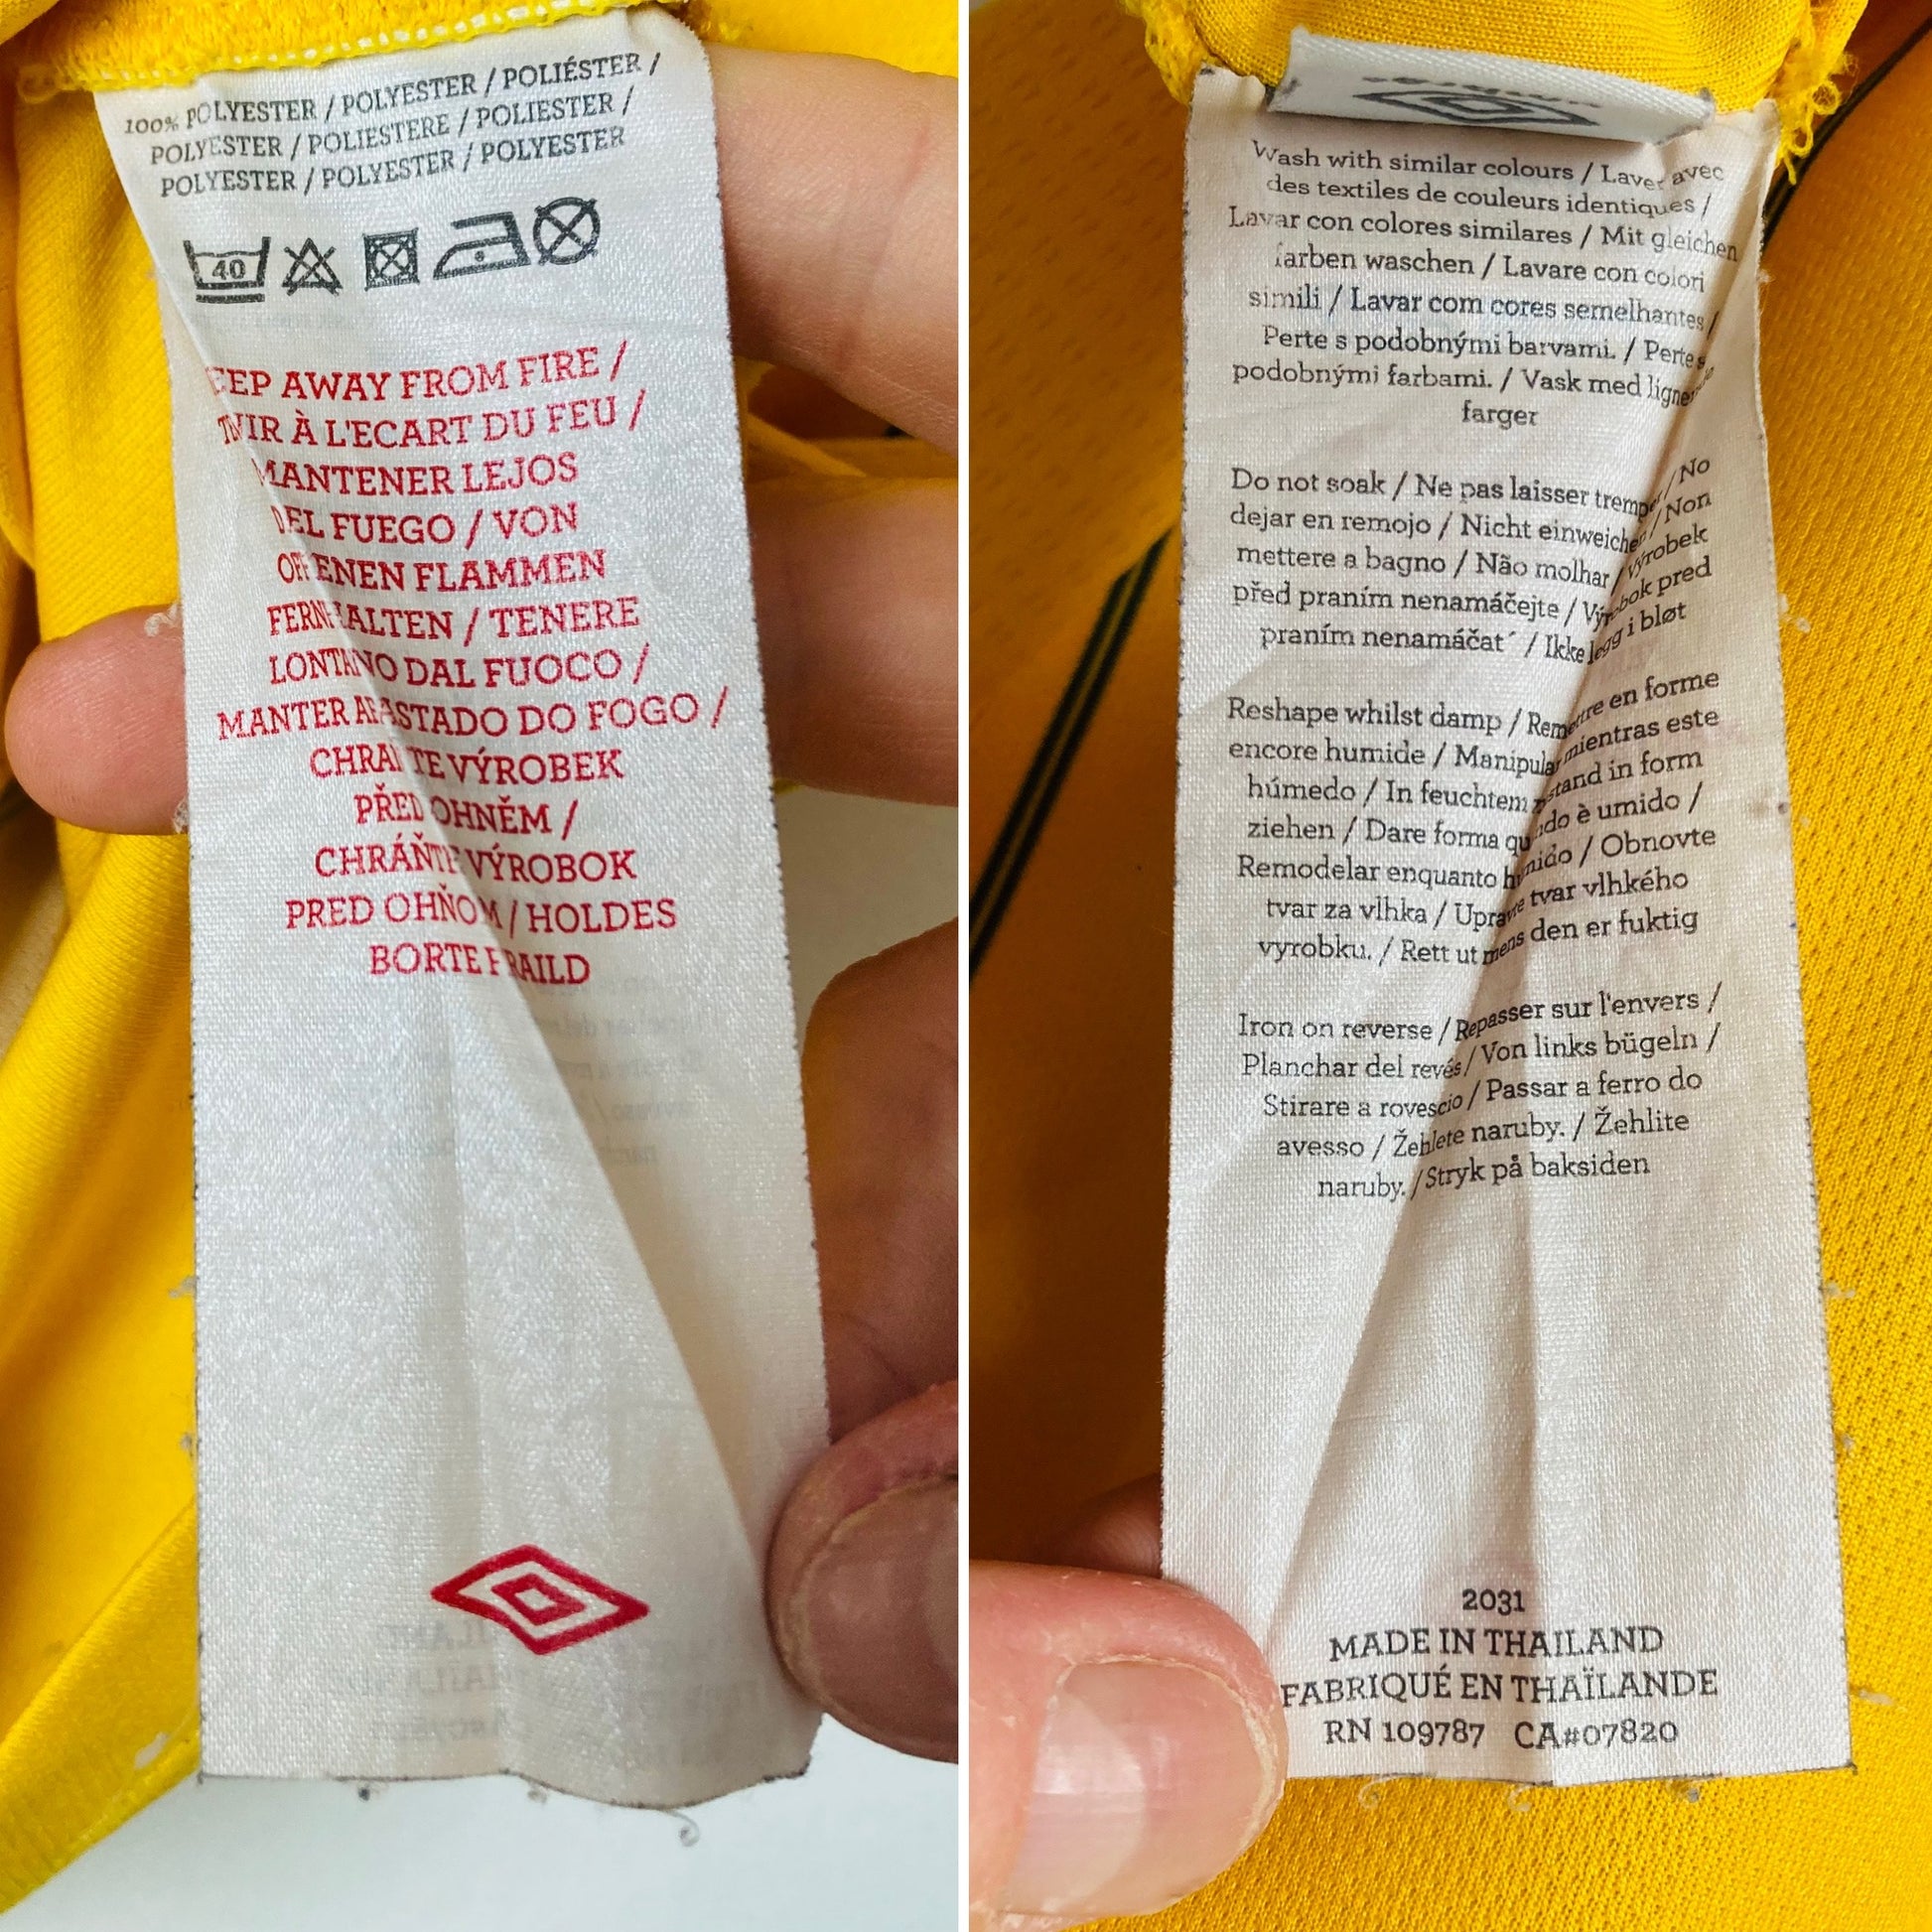 100% POLYESTER / POLYESTER / POLIÉSTER /
POLYESTER / POLIESTERE / POLIESTER /
POLYESTER / POLYESTER / POLYESTER
40
EEP AWAY FROM FIRE /
TENIR À L'ECART DU FEU /
MANTENER LEJOS
DEL FUEGO / VON
OFFENEN FLAMMEN
FERNHALTEN / TENERE
LONTANO DAL FUOCO /
MANTER AFASTADO DO FOGO /
CHRAŇTE VÝROBEK
PŘED OHNĚM /
CHRÁŇTE VÝROBOK
PRED OHŇOM / HOLDES
BORTE F RAILD
umbro
Wash with similar colours / Laver avec
des textiles de couleurs identiques /
Lavar con colores similares / Mit gleichen
farben waschen / Lavare con colori
simili / Lavar com cores semelhantes /
Perte s podobnými barvami. / Perte s
podobnými farbami. / Vask med lignende
farger
Do not soak / Ne pas laisser tremper / No
dejar en remojo / Nicht einweichen / Non
mettere a bagno / Não molhar / Výrobek
před praním nenamáčejte / Výrobok pred
praním nenamáčat´ / Ikke legg i bløt
Reshape whilst damp / Remettre en forme
encore humide / Manipular mientras este
húmedo / In feuchtem zustand in form
ziehen / Dare forma quando è umido /
Remodelar enquanto húmido / Obnovte
tvar za vlhka / Upravte tvar vlhkého
vyrobku. / Rett ut mens den er fuktig
Iron on reverse / Repasser sur l'envers /
Planchar del revés / Von links bügeln /
Stirare a rovescio / Passar a ferro do
avesso / Žehlete naruby. / Žehlite
naruby. / Stryk på baksiden
2031
MADE IN THAILAND
FABRIQUÉ EN THAÏLANDE
RN 109787 CA#07820